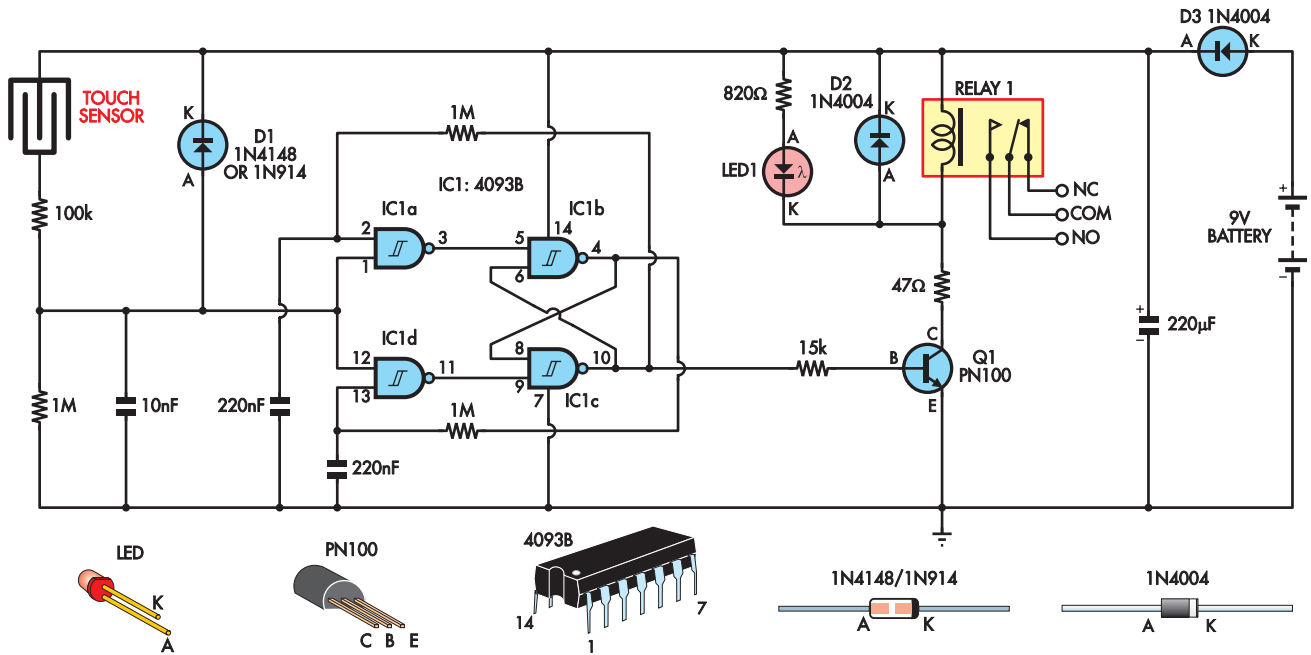 D3 1N4004
A
K
TOUCH
SENSOR
K
D1
1N4148
OR 1N914
A
1M
820Ω
A
LED1
λ
K
D2
1N4004
K
A
RELAY 1
NC
COM
NO
+
9V
BATTERY
−
100k
IC1: 4093B
IC1a
2
3
1
IC1b
14
5
4
6
47Ω
+
220µF
−
IC1d
12
11
13
8
10
9
7
IC1c
15k
C
B
Q1
PN100
E
1M
10nF
220nF
1M
220nF
LED
K
A
PN100
C B E
4093B
14
1
7
1N4148/1N914
A
K
1N4004
A
K